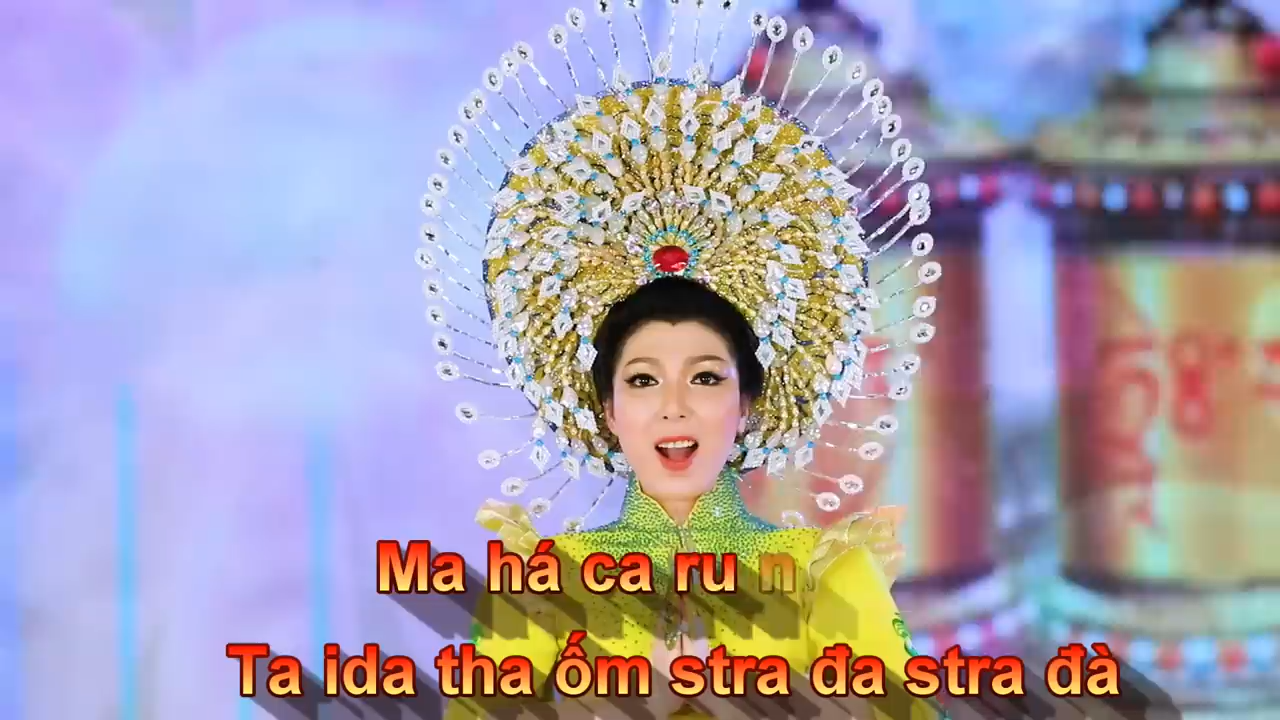 Ma há ca ru n
Ta ida tha ốm stra đa stra đà